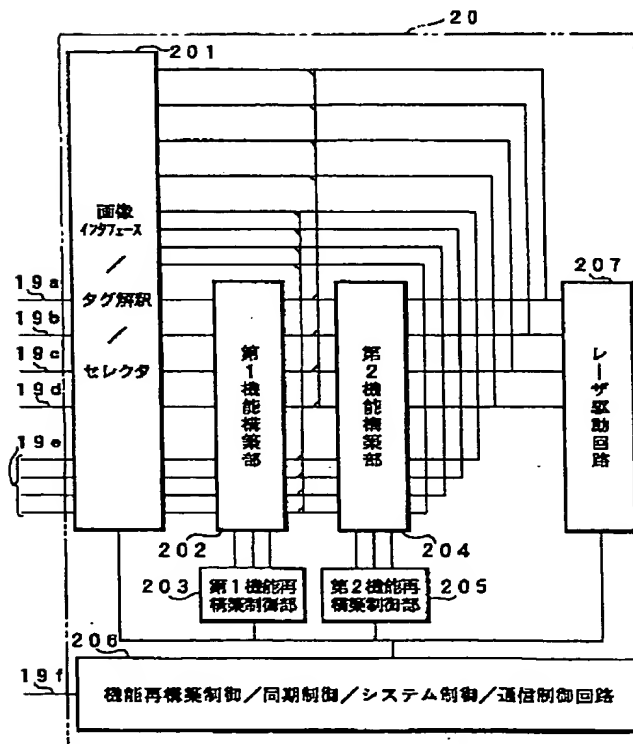 20
201
画像
インタフェース
／
タグ解釈
／
セレクタ
19a
19b
19c
19d
19e
第1機能構築部
第2機能構築部
207
レーザ駆動回路
202
204
203
第1機能再
構築制御部
第2機能再
構築制御部
205
206
19f
機能再構築制御／同期制御／システム制御／通信制御回路